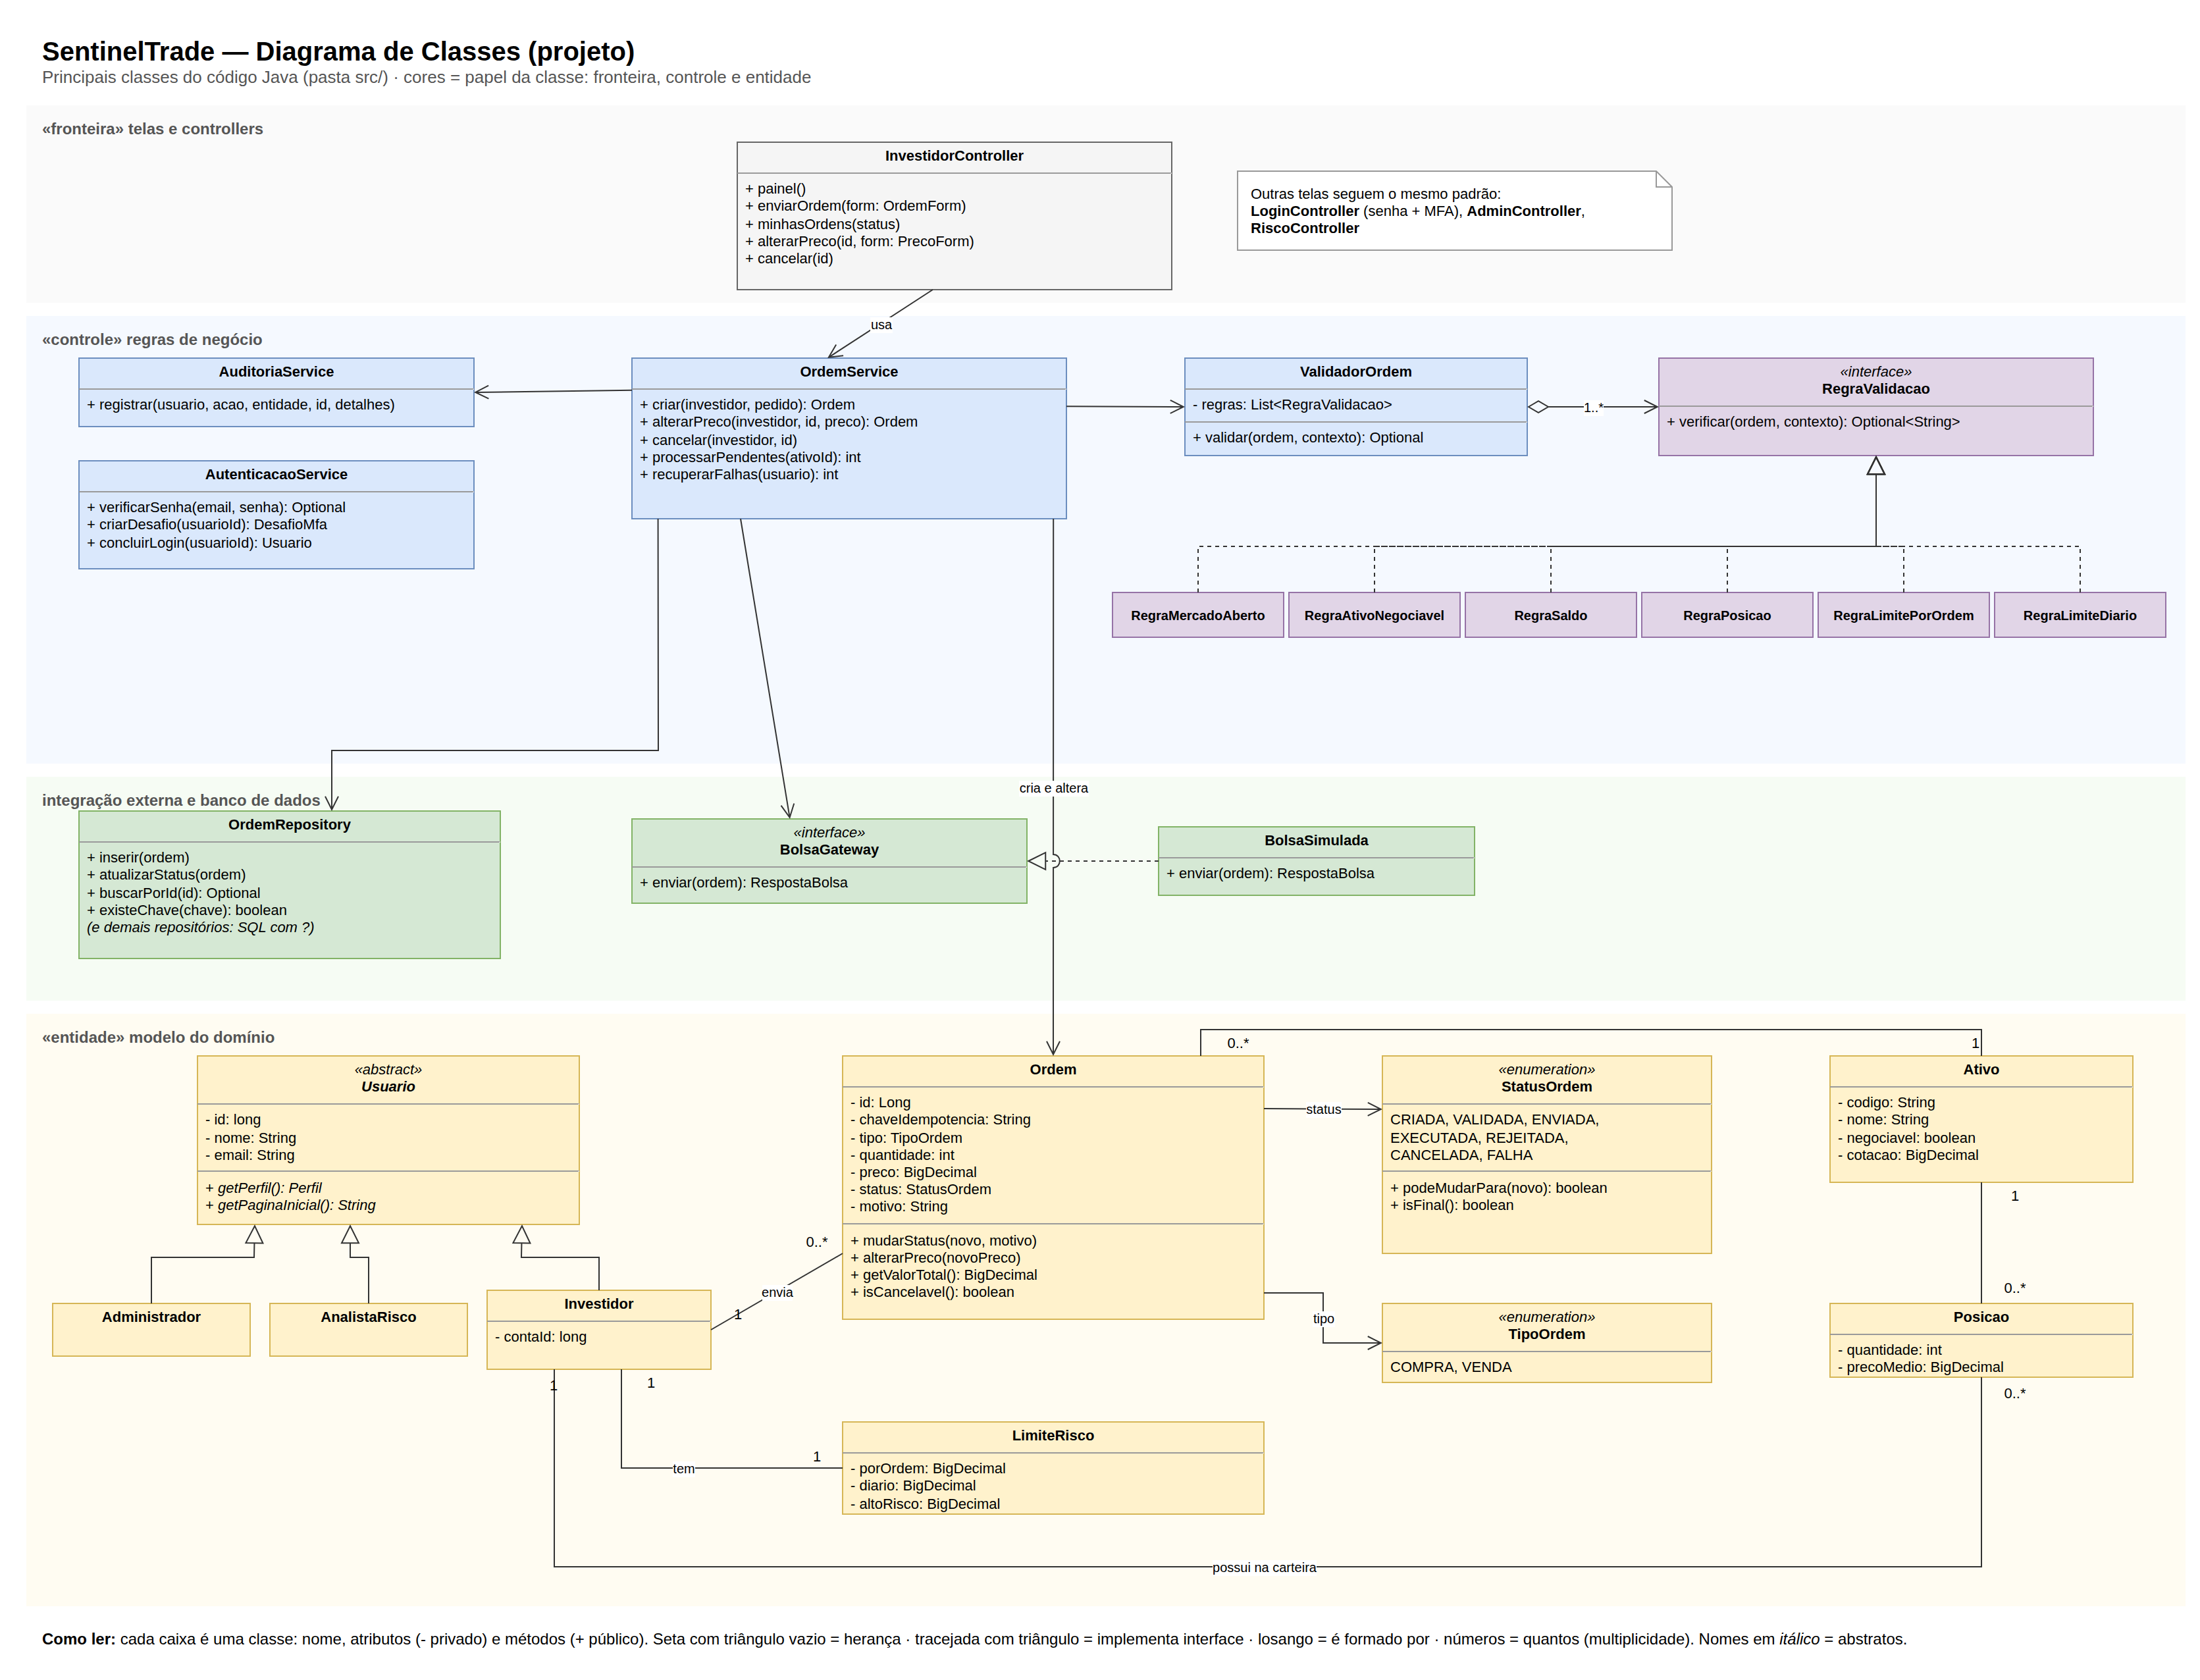 SentinelTrade — Diagrama de Classes (projeto)
Principais classes do código Java (pasta src/) · cores = papel da classe: fronteira, controle e entidade
«fronteira» telas e controllers
InvestidorController
+ painel()
+ enviarOrdem(form: OrdemForm)
+ minhasOrdens(status)
+ alterarPreco(id, form: PrecoForm)
+ cancelar(id)
Outras telas seguem o mesmo padrão:
LoginController (senha + MFA), AdminController,
RiscoController
usa
«controle» regras de negócio
AuditoriaService
+ registrar(usuario, acao, entidade, id, detalhes)
AutenticacaoService
+ verificarSenha(email, senha): Optional
+ criarDesafio(usuarioId): DesafioMfa
+ concluirLogin(usuarioId): Usuario
OrdemService
+ criar(investidor, pedido): Ordem
+ alterarPreco(investidor, id, preco): Ordem
+ cancelar(investidor, id)
+ processarPendentes(ativoId): int
+ recuperarFalhas(usuario): int
ValidadorOrdem
- regras: List<RegraValidacao>
+ validar(ordem, contexto): Optional
1..*
«interface»
RegraValidacao
+ verificar(ordem, contexto): Optional<String>
RegraMercadoAberto
RegraAtivoNegociavel
RegraSaldo
RegraPosicao
RegraLimitePorOrdem
RegraLimiteDiario
cria e altera
integração externa e banco de dados
OrdemRepository
+ inserir(ordem)
+ atualizarStatus(ordem)
+ buscarPorId(id): Optional
+ existeChave(chave): boolean
(e demais repositórios: SQL com ?)
«interface»
BolsaGateway
+ enviar(ordem): RespostaBolsa
BolsaSimulada
+ enviar(ordem): RespostaBolsa
«entidade» modelo do domínio
0..*
1
«abstract»
Usuario
- id: long
- nome: String
- email: String
+ getPerfil(): Perfil
+ getPaginaInicial(): String
Ordem
- id: Long
- chaveIdempotencia: String
- tipo: TipoOrdem
- quantidade: int
- preco: BigDecimal
- status: StatusOrdem
- motivo: String
+ mudarStatus(novo, motivo)
+ alterarPreco(novoPreco)
+ getValorTotal(): BigDecimal
+ isCancelavel(): boolean
status
«enumeration»
StatusOrdem
CRIADA, VALIDADA, ENVIADA,
EXECUTADA, REJEITADA,
CANCELADA, FALHA
+ podeMudarPara(novo): boolean
+ isFinal(): boolean
Ativo
- codigo: String
- nome: String
- negociavel: boolean
- cotacao: BigDecimal
1
0..*
0..*
envia
1
Administrador
AnalistaRisco
Investidor
- contaId: long
tipo
«enumeration»
TipoOrdem
COMPRA, VENDA
Posicao
- quantidade: int
- precoMedio: BigDecimal
0..*
1
1
tem
1
LimiteRisco
- porOrdem: BigDecimal
- diario: BigDecimal
- altoRisco: BigDecimal
possui na carteira
Como ler: cada caixa é uma classe: nome, atributos (- privado) e métodos (+ público). Seta com triângulo vazio = herança · tracejada com triângulo = implementa interface · losango = é formado por · números = quantos (multiplicidade). Nomes em itálico = abstratos.